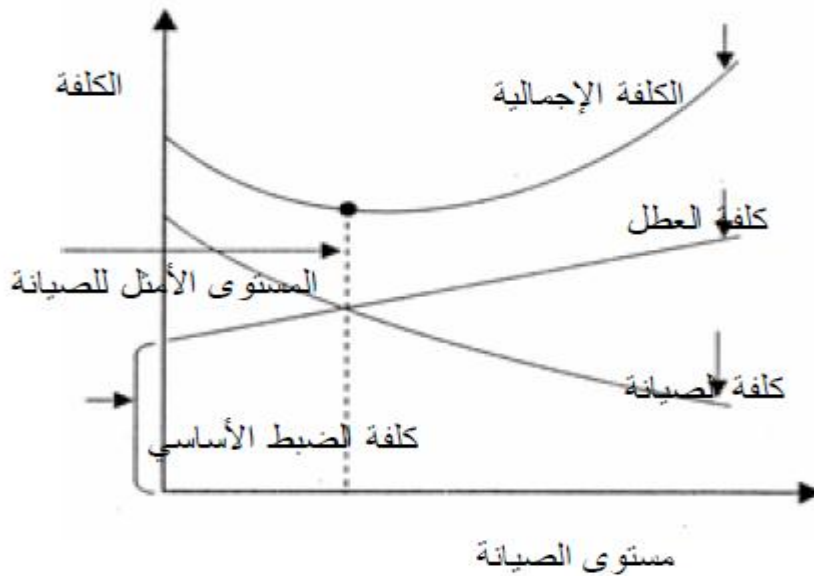 الكلفة
الكلفة الإجمالية
كلفة العطل
المستوى الأمثل للصيانة
كلفة الصيانة
كلفة الضبط الأساسي
مستوى الصيانة